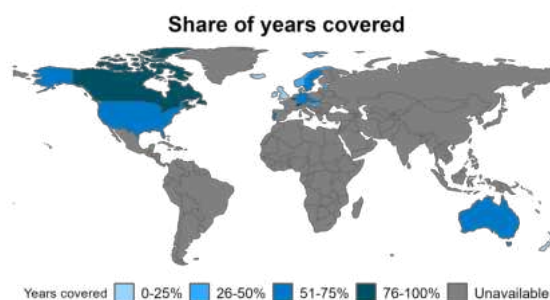 Share of years covered
Years covered 0-25% 26-50% 51-75% 76-100% Unavailable